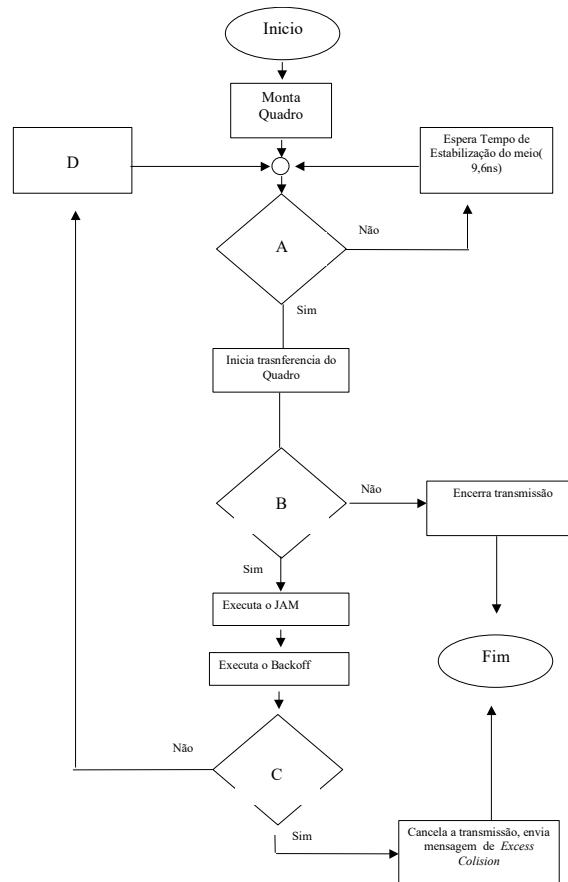 Inicio
Monta
Quadro
D
Espera Tempo de
Estabilização do meio(
9,6ns)
Não
A
Sim
Inicia trasnferencia do
Quadro
Não
B
Encerra transmissão
Sim
Executa o JAM
Executa o Backoff
Fim
Não
C
Sim
Cancela a transmissão, envia
mensagem de Excess
Colision